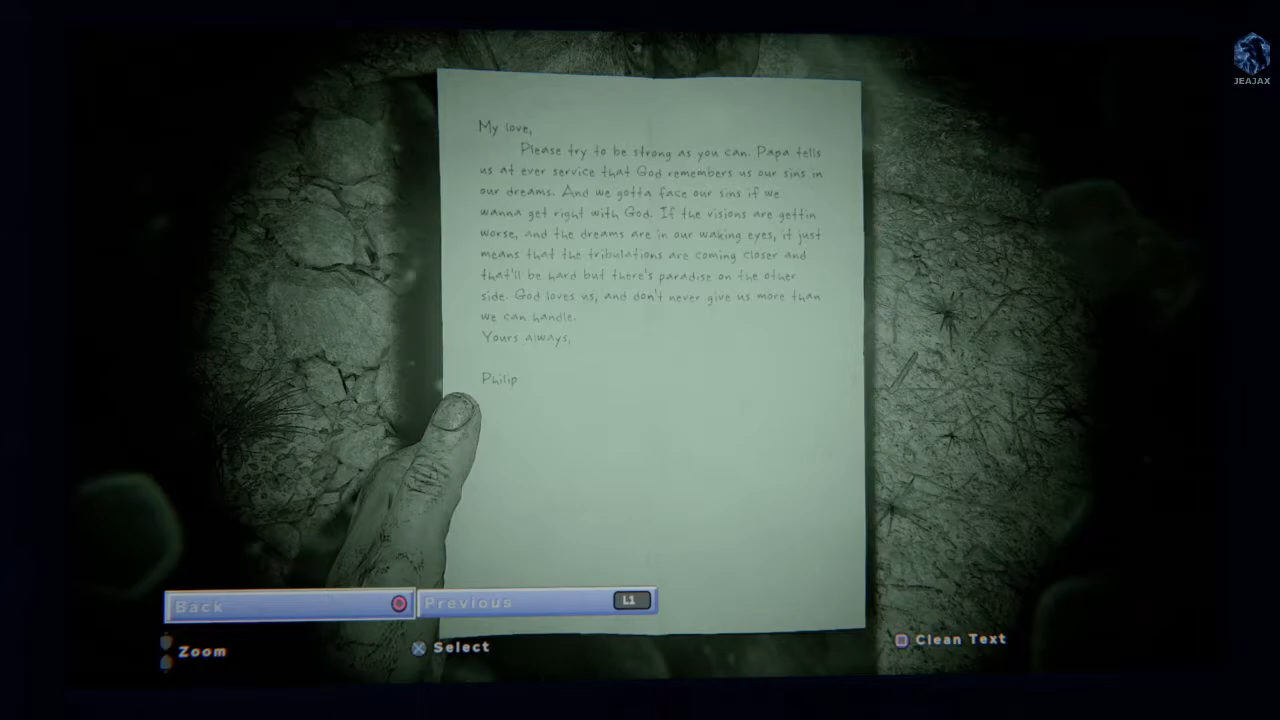 JEAJAX
My love,
Please try to be strong as you can. Papa tells
us at ever service that God remembers us our sins in
our dreams. And we gotta face our sins if we
wanna get right with God. If the visions are gettin
worse, and the dreams are in our waking eyes, it just
means that the tribulations are coming closer and
that'll be hard but there's paradise on the other
side. God loves us, and don't never give us more than
we can handle.
Yours always,
Philip
Back
Previous L1
Zoom
Select
Clean Text